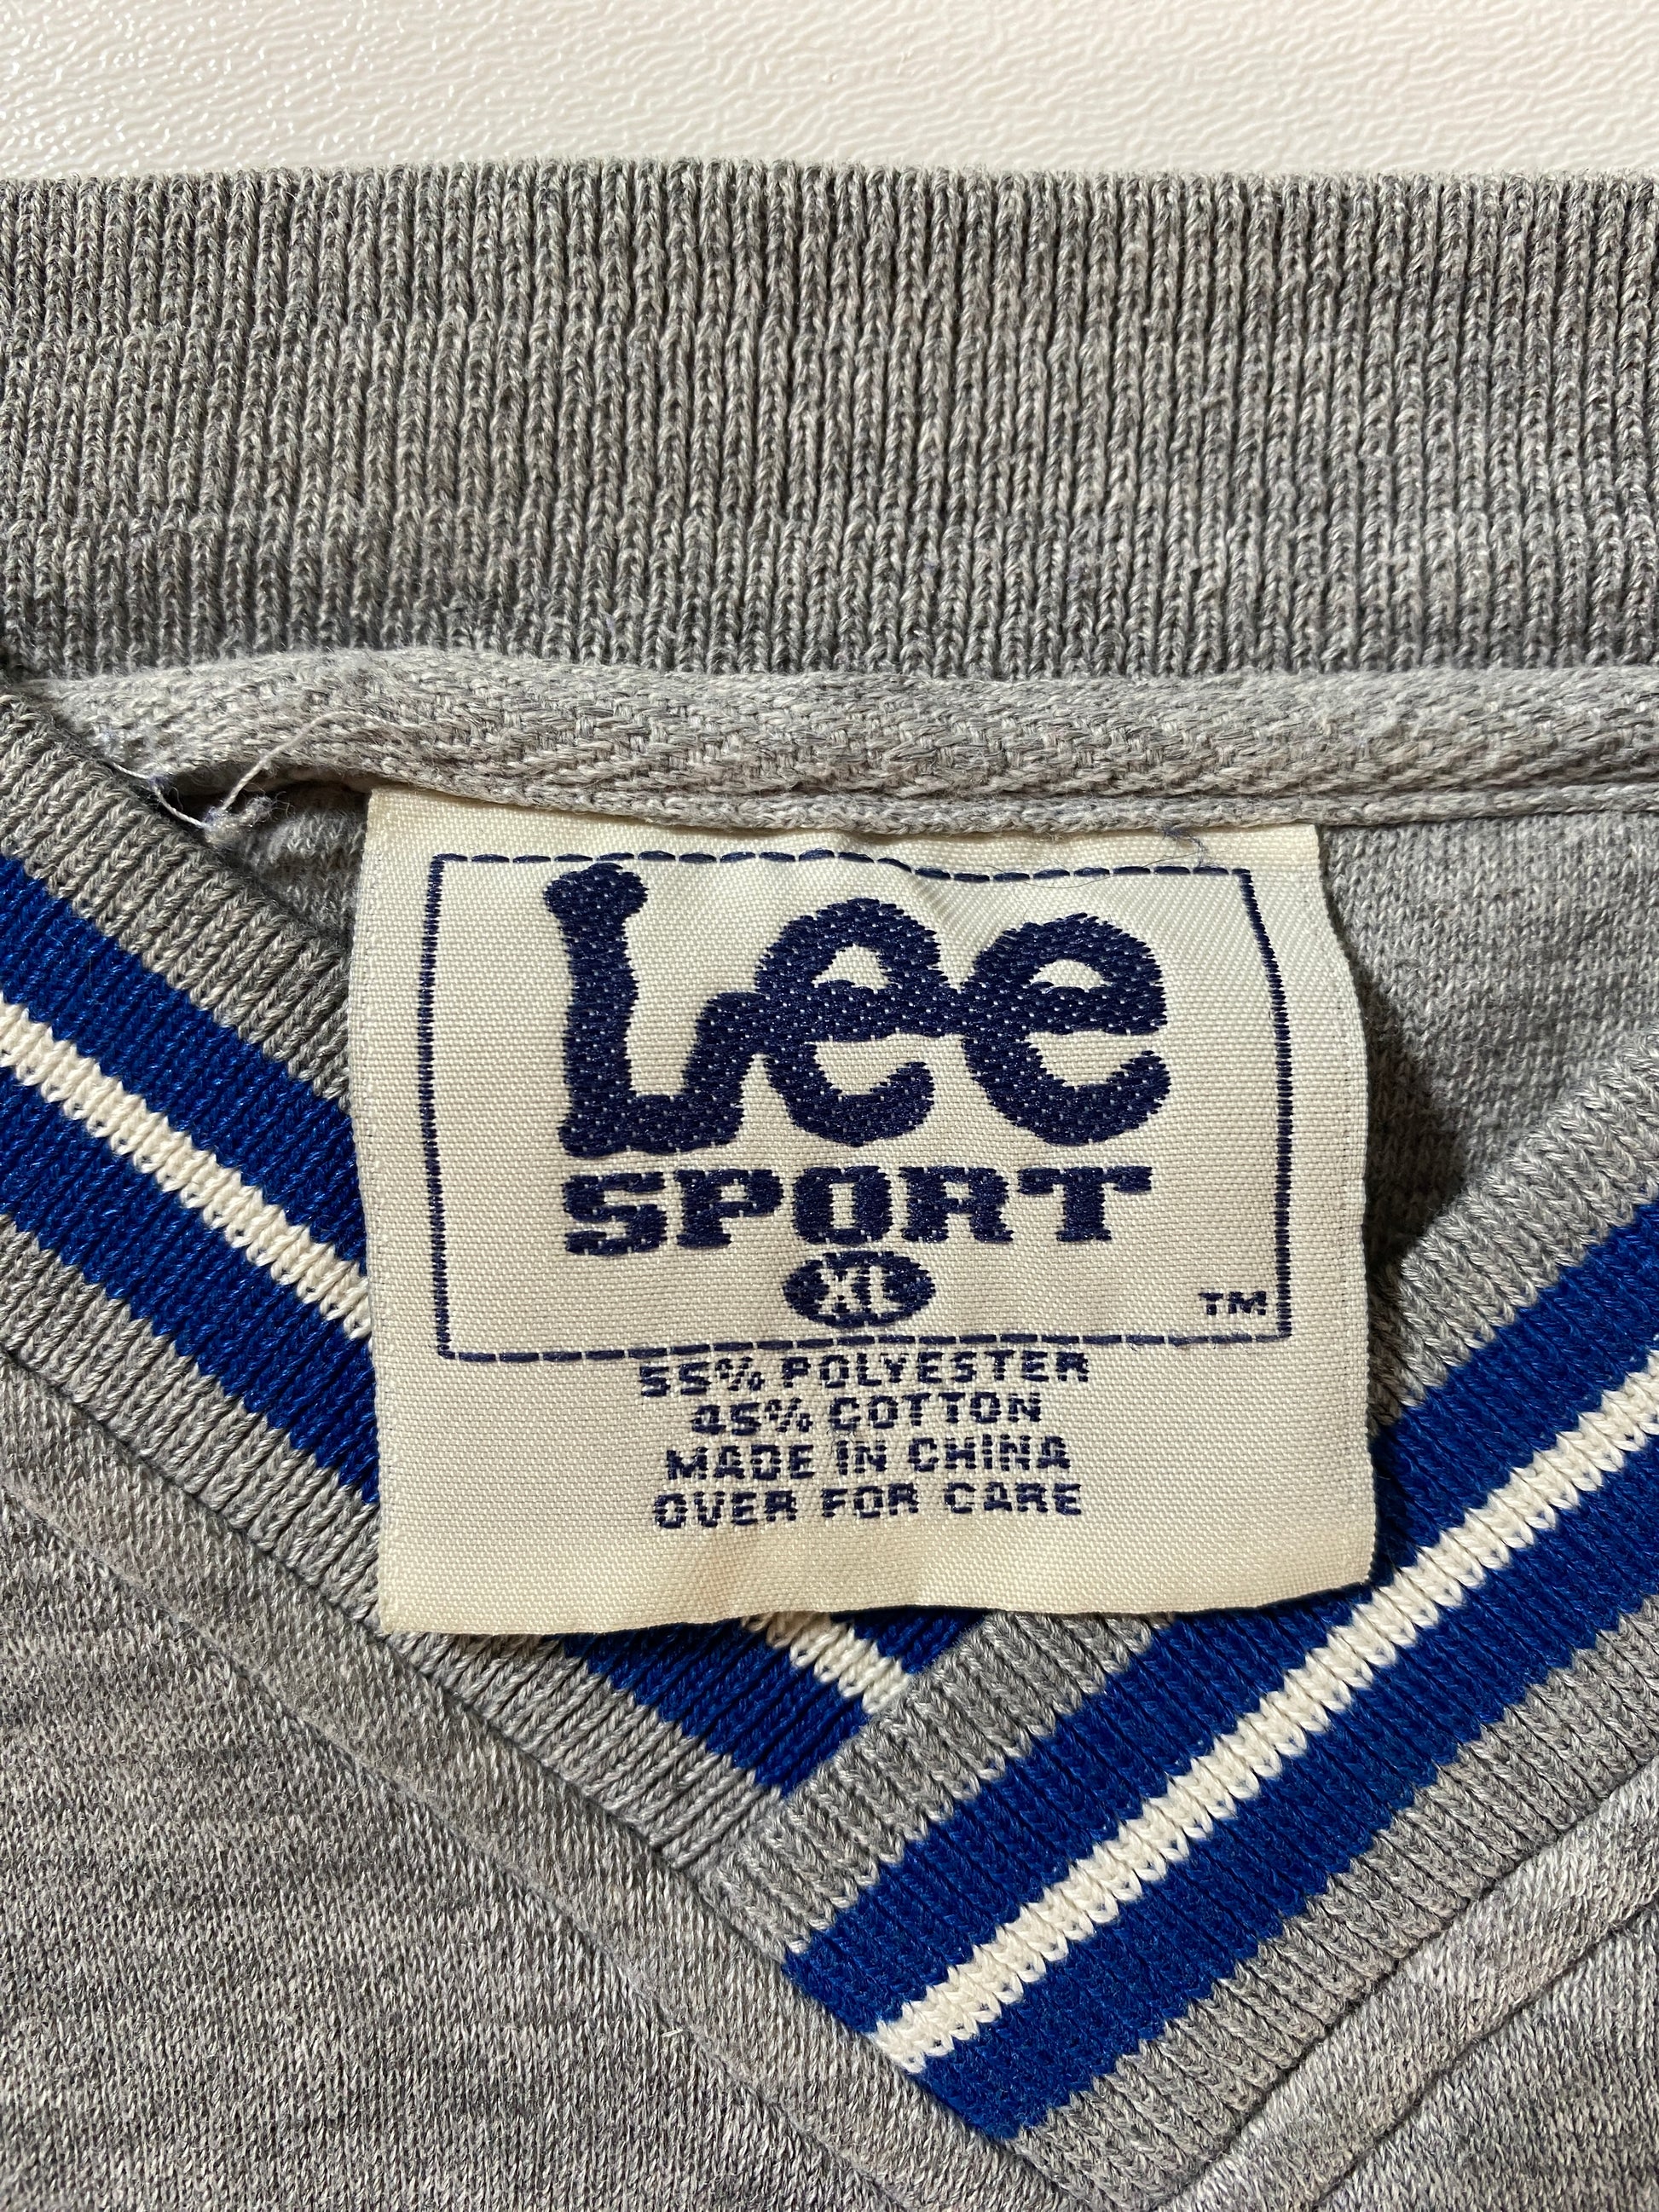 Lee
SPORT
XL
TM
55% POLYESTER
45% COTTON
MADE IN CHINA
OVER FOR CARE